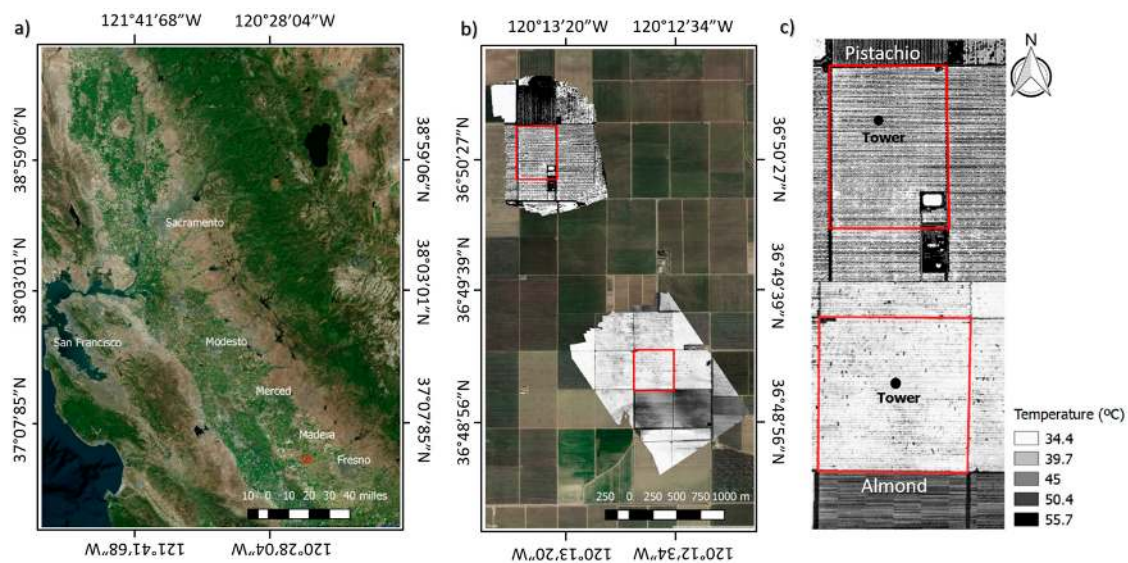 a)
121°41’68”W
120°28’04”W
38°59’06”N
38°03’01”N
37°07’85”N
38°59’06”N
38°03’01”N
37°07’85”N
Sacramento
San Francisco
Modesto
Merced
Madera
Fresno
10 0 10 20 30 40 miles
121°41’68”W
120°28’04”W
b)
120°13’20”W
120°12’34”W
36°50’27”N
36°49’39”N
36°48’56”N
36°50’27”N
36°49’39”N
36°48’56”N
250 0 250 500 750 1000 m
120°13’20”W
120°12’34”W
c)
Pistachio
N
Tower
Tower
Almond
Temperature (ºC)
34.4
39.7
45
50.4
55.7